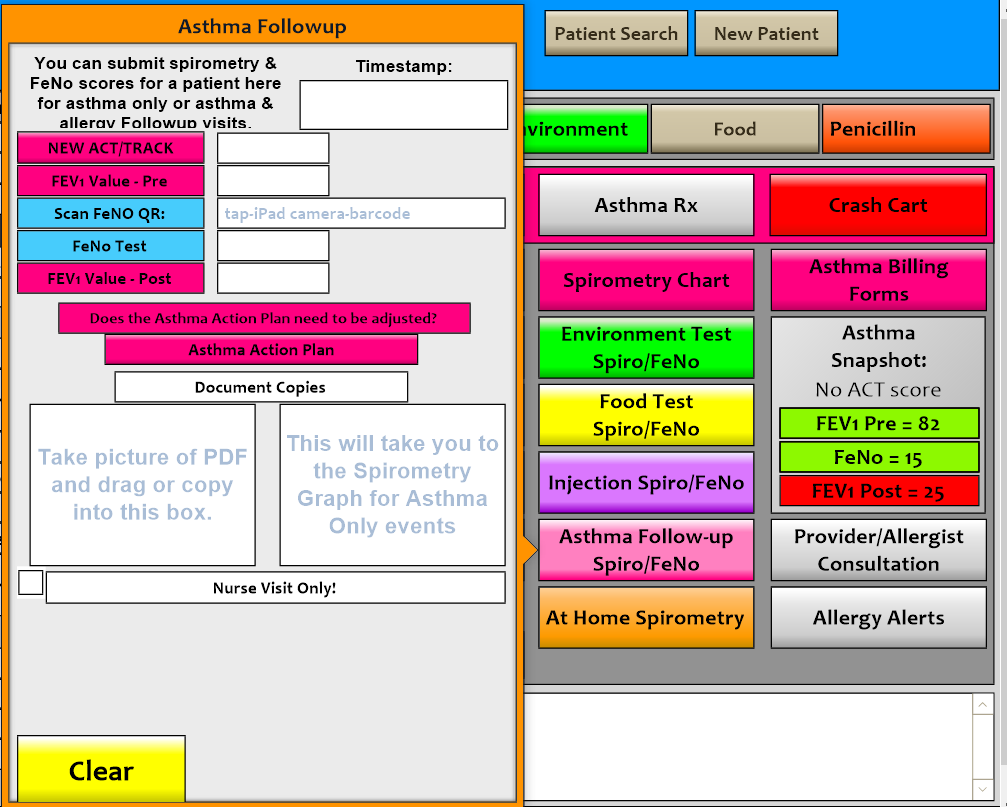 Asthma Followup
You can submit spirometry &
FeNo scores for a patient here
for asthma only or asthma &
allergy Followup visits.
Timestamp:
NEW ACT/TRACK
FEV1 Value - Pre
Scan FeNO QR:
tap-iPad camera-barcode
FeNo Test
FEV1 Value - Post
Does the Asthma Action Plan need to be adjusted?
Asthma Action Plan
Document Copies
Take picture of PDF
and drag or copy
into this box.
This will take you to
the Spirometry
Graph for Asthma
Only events
Nurse Visit Only!
Clear
Patient Search
New Patient
vironment
Food
Penicillin
Asthma Rx
Crash Cart
Spirometry Chart
Asthma Billing
Forms
Environment Test
Spiro/FeNo
Food Test
Spiro/FeNo
Injection Spiro/FeNo
Asthma Follow-up
Spiro/FeNo
At Home Spirometry
Asthma
Snapshot:
No ACT score
FEV1 Pre = 82
FeNo = 15
FEV1 Post = 25
Provider/Allergist
Consultation
Allergy Alerts